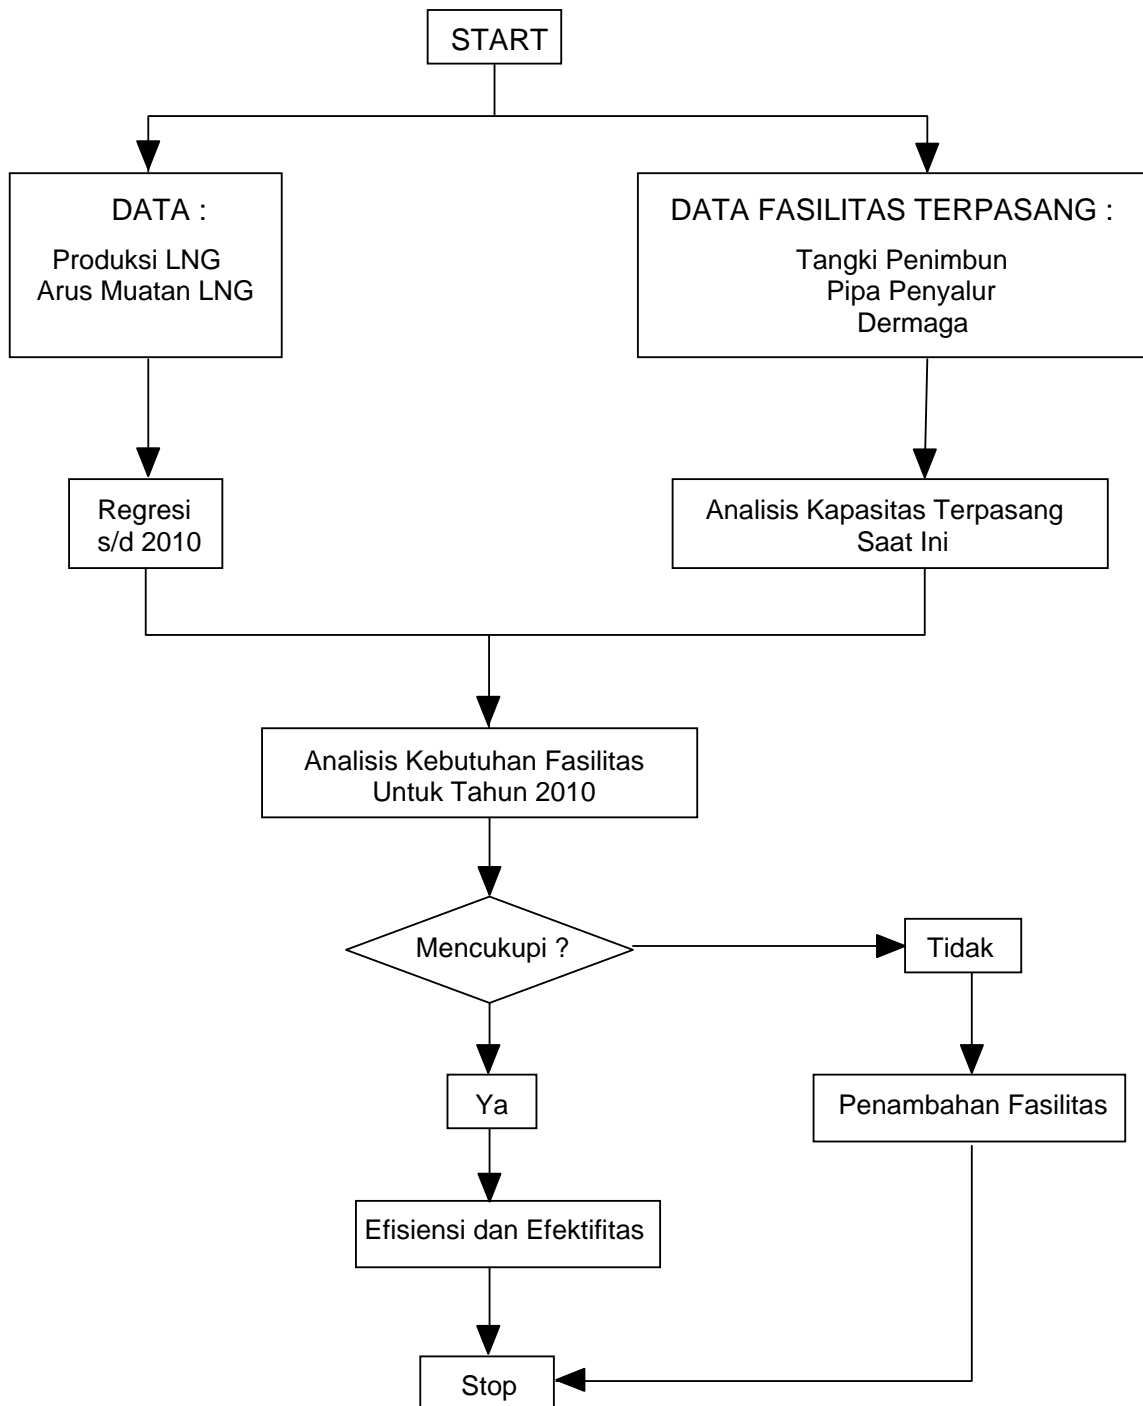 START
DATA :
Produksi LNG
Arus Muatan LNG
DATA FASILITAS TERPASANG :
Tangki Penimbun
Pipa Penyalur
Dermaga
Regresi
s/d 2010
Analisis Kapasitas Terpasang
Saat Ini
Analisis Kebutuhan Fasilitas
Untuk Tahun 2010
Mencukupi ?
Tidak
Ya
Penambahan Fasilitas
Efisiensi dan Efektifitas
Stop